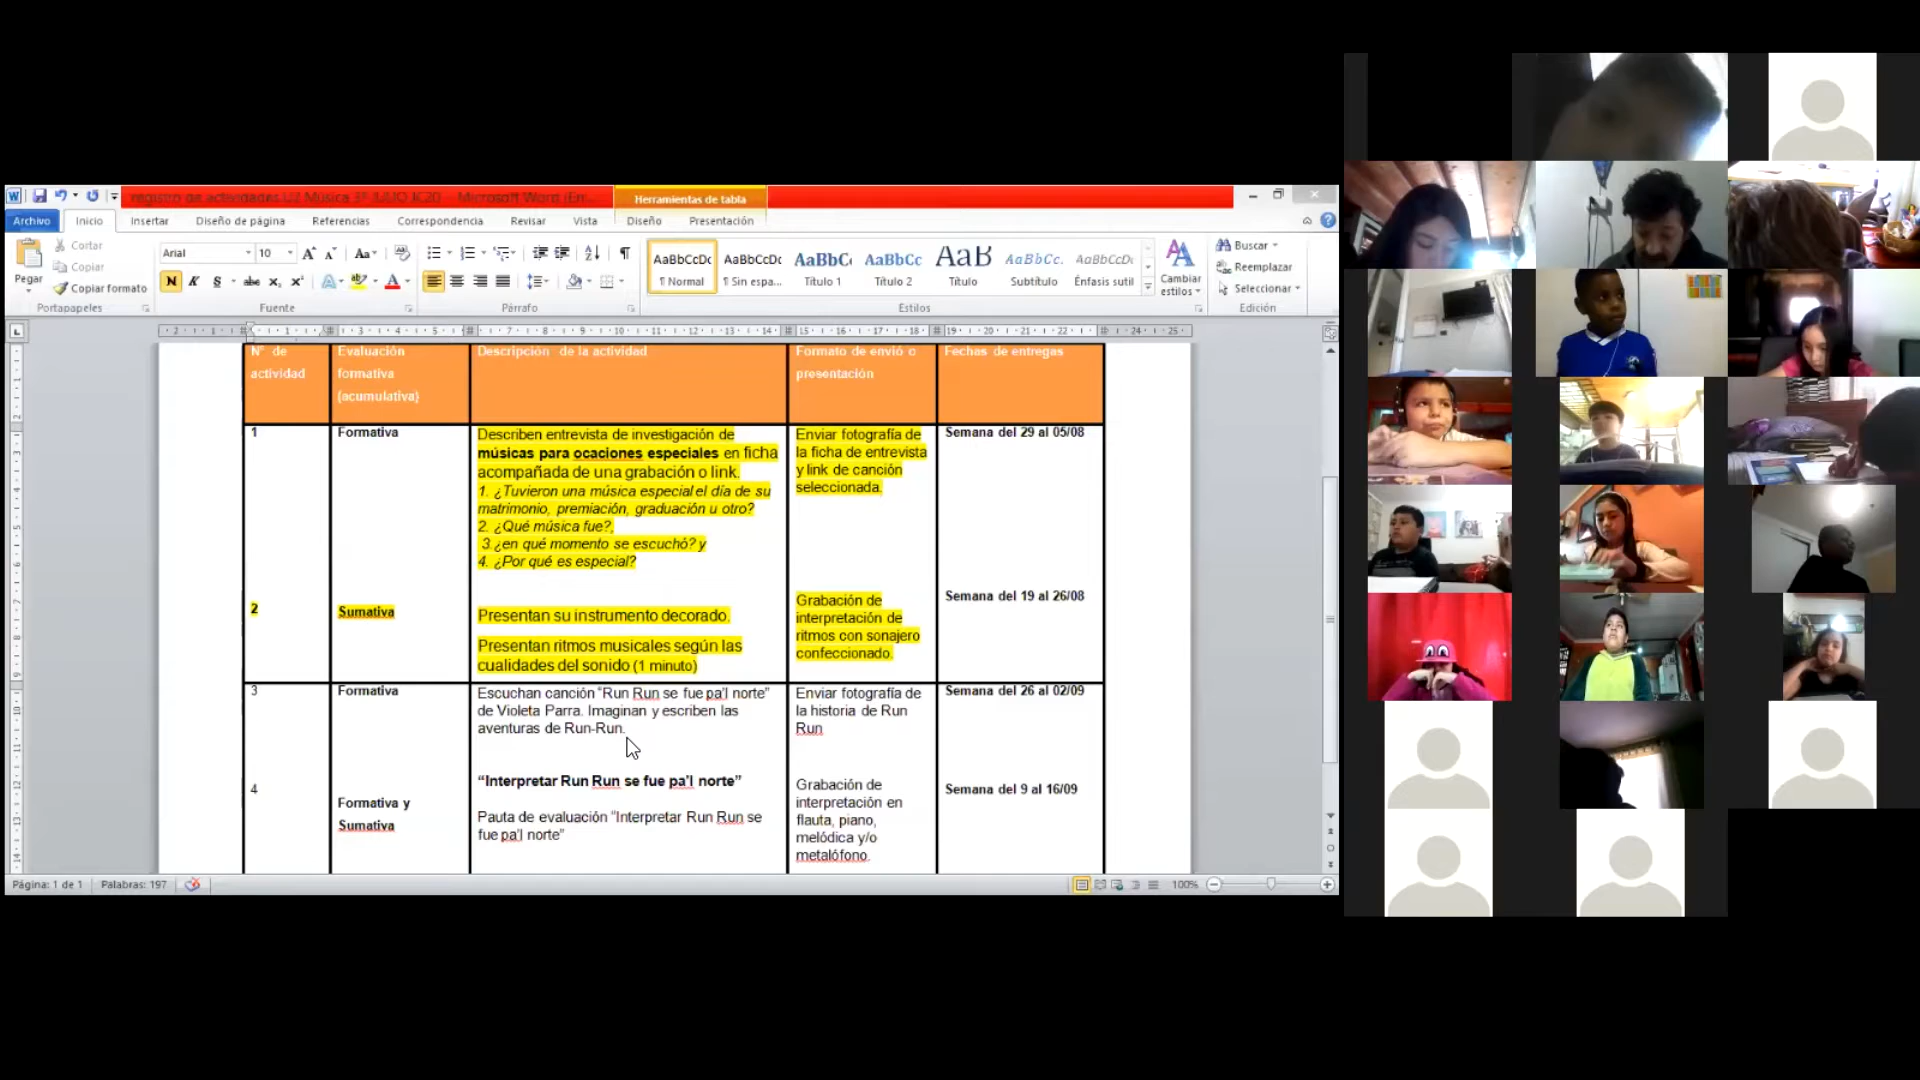 registro de actividades U2 Música 3º JULIO JC20 - Microsoft Word (Err...
Herramientas de tabla
Archivo
Inicio
Insertar
Diseño de página
Referencias
Correspondencia
Revisar
Vista
Diseño
Presentación
Pegar
Cortar
Copiar
Copiar formato
Portapapeles
Arial
10
Fuente
Párrafo
AaBbCcDc
¶ Normal
AaBbCcDc
¶ Sin espa...
AaBbC
Título 1
AaBbCc
Título 2
AaB
Título
AaBbCc.
Subtítulo
AaBbCcDc
Énfasis sutil
Estilos
Cambiar
estilos
Buscar
Reemplazar
Seleccionar
Edición
N° de
actividad
Evaluación
formativa
(acumulativa)
Descripción de la actividad
Formato de envió o
presentación
Fechas de entregas
1
Formativa
Describen entrevista de investigación de
músicas para ocaciones especiales en ficha
acompañada de una grabación o link.
1. ¿Tuvieron una música especial el día de su
matrimonio, premiación, graduación u otro?
2. ¿Qué música fue?,
3.¿en qué momento se escuchó? y
4. ¿Por qué es especial?
Enviar fotografía de
la ficha de entrevista
y link de canción
seleccionada.
Semana del 29 al 05/08
2
Sumativa
Presentan su instrumento decorado.
Presentan ritmos musicales según las
cualidades del sonido (1 minuto)
Grabación de
interpretación de
ritmos con sonajero
confeccionado.
Semana del 19 al 26/08
3
Formativa
Escuchan canción “Run Run se fue pa’l norte”
de Violeta Parra. Imaginan y escriben las
aventuras de Run-Run.
Enviar fotografía de
la historia de Run
Run
Semana del 26 al 02/09
4
Formativa y
Sumativa
“Interpretar Run Run se fue pa’l norte”
Pauta de evaluación “Interpretar Run Run se
fue pa’l norte”
Grabación de
interpretación en
flauta, piano,
melódica y/o
metalófono.
Semana del 9 al 16/09
Página: 1 de 1
Palabras: 197
100%